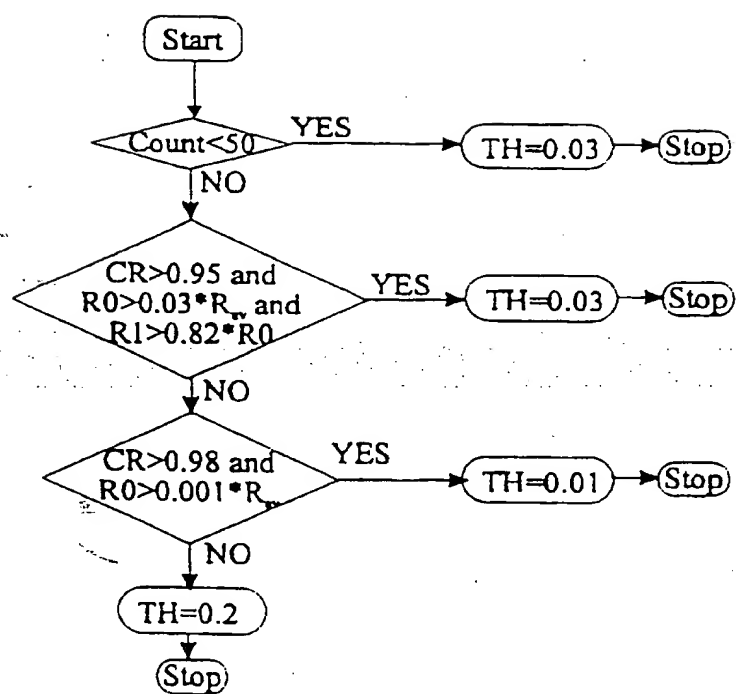 Start
Count<50
YES
TH=0.03
Stop
NO
CR>0.95 and
R0>0.03*R_av and
R1>0.82*R0
YES
TH=0.03
Stop
NO
CR>0.98 and
R0>0.001*R_av
YES
TH=0.01
Stop
NO
TH=0.2
Stop